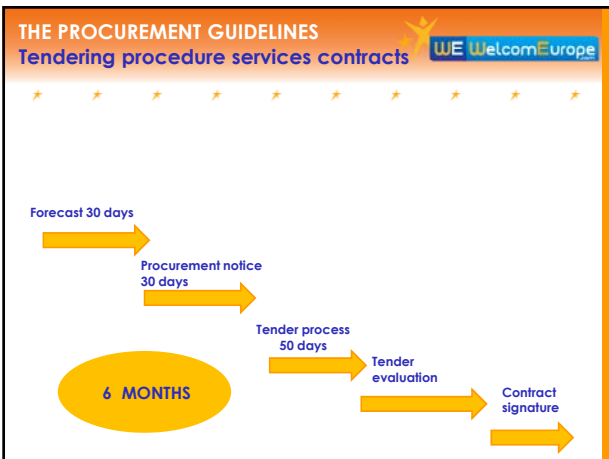 THE PROCUREMENT GUIDELINES
Tendering procedure services contracts
WE WelcomEurope
.com
Forecast 30 days
Procurement notice
30 days
Tender process
50 days
Tender
evaluation
6 MONTHS
Contract
signature